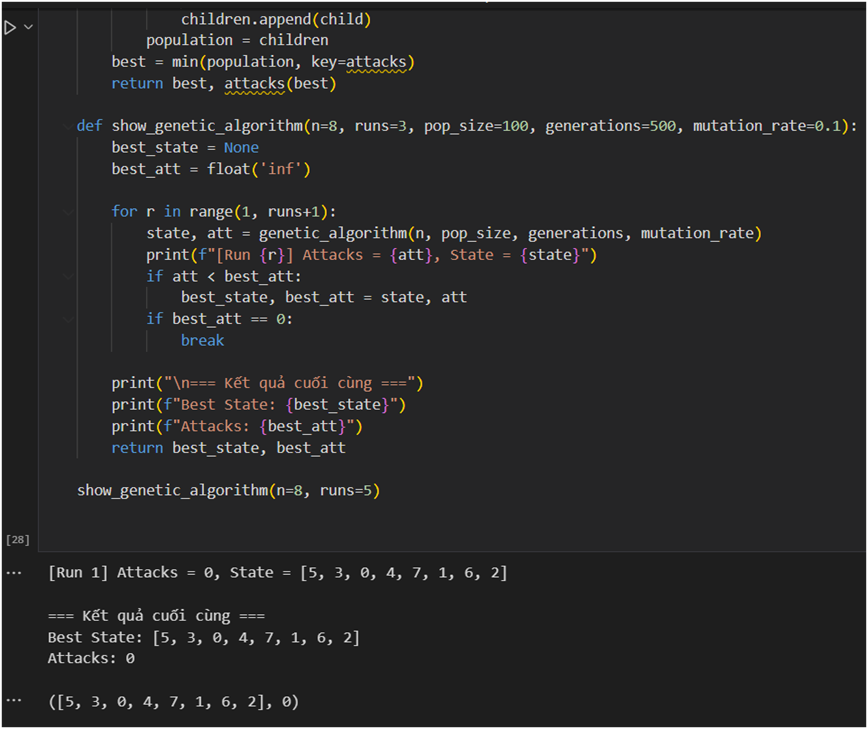 children.append(child)
population = children
best = min(population, key=attacks)
return best, attacks(best)
def show_genetic_algorithm(n=8, runs=3, pop_size=100, generations=500, mutation_rate=0.1):
best_state = None
best_att = float('inf')
for r in range(1, runs+1):
state, att = genetic_algorithm(n, pop_size, generations, mutation_rate)
print(f"[Run {r}] Attacks = {att}, State = {state}")
if att < best_att:
best_state, best_att = state, att
if best_att == 0:
break
print("\n=== Kết quả cuối cùng ===")
print(f"Best State: {best_state}")
print(f"Attacks: {best_att}")
return best_state, best_att
show_genetic_algorithm(n=8, runs=5)
[28]
... [Run 1] Attacks = 0, State = [5, 3, 0, 4, 7, 1, 6, 2]
=== Kết quả cuối cùng ===
Best State: [5, 3, 0, 4, 7, 1, 6, 2]
Attacks: 0
... ([5, 3, 0, 4, 7, 1, 6, 2], 0)